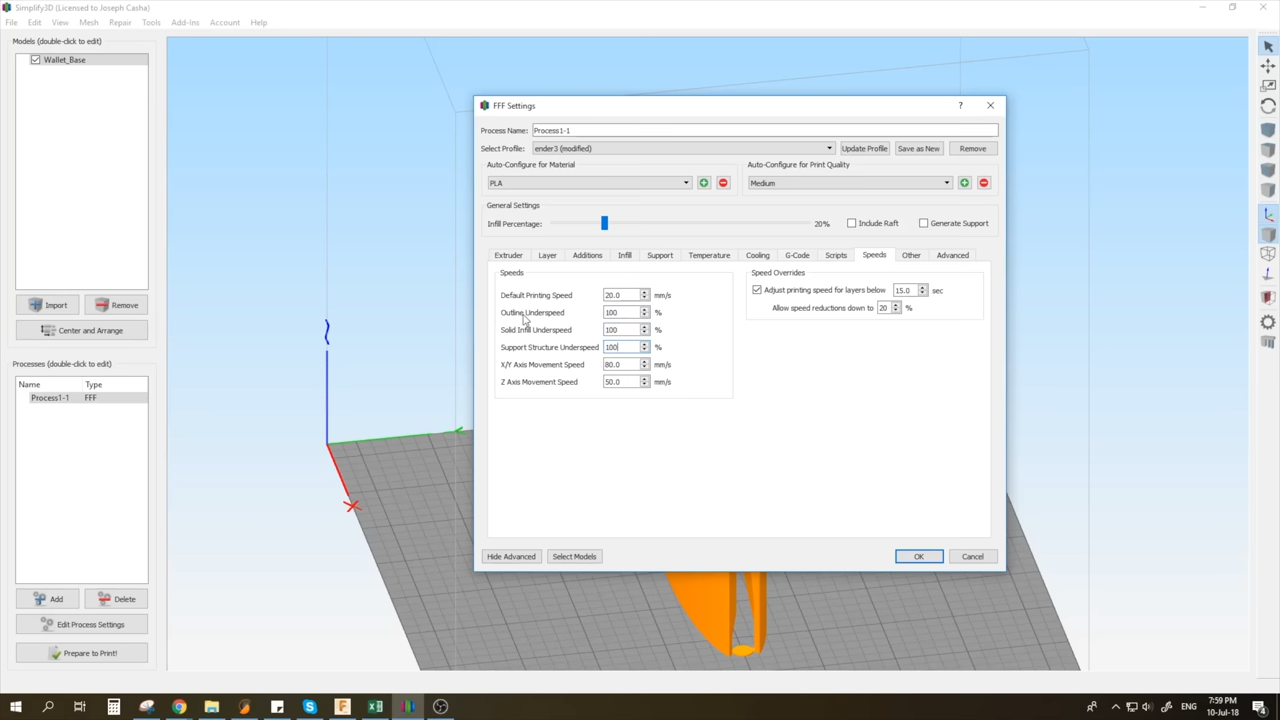 Simplify3D (Licensed to Joseph Casha)
File Edit View Mesh Repair Tools Add-Ins Account Help
Models (double-click to edit)
Wallet_Base
Import Remove
Center and Arrange
Processes (double-click to edit)
Name Type
Process1-1 FFF
Add Delete
Edit Process Settings
Prepare to Print!
FFF Settings
Process Name: Process1-1
Select Profile: ender3 (modified) Update Profile Save as New Remove
Auto-Configure for Material Auto-Configure for Print Quality
PLA Medium
General Settings
Infill Percentage: 20% Include Raft Generate Support
Extruder Layer Additions Infill Support Temperature Cooling G-Code Scripts Speeds Other Advanced
Speeds
Default Printing Speed 20.0 mm/s
Outline Underspeed 100 %
Solid Infill Underspeed 100 %
Support Structure Underspeed 100 %
X/Y Axis Movement Speed 80.0 mm/s
Z Axis Movement Speed 50.0 mm/s
Speed Overrides
Adjust printing speed for layers below 15.0 sec
Allow speed reductions down to 20 %
Hide Advanced Select Models OK Cancel
ENG 7:59 PM
10-Jul-18
4